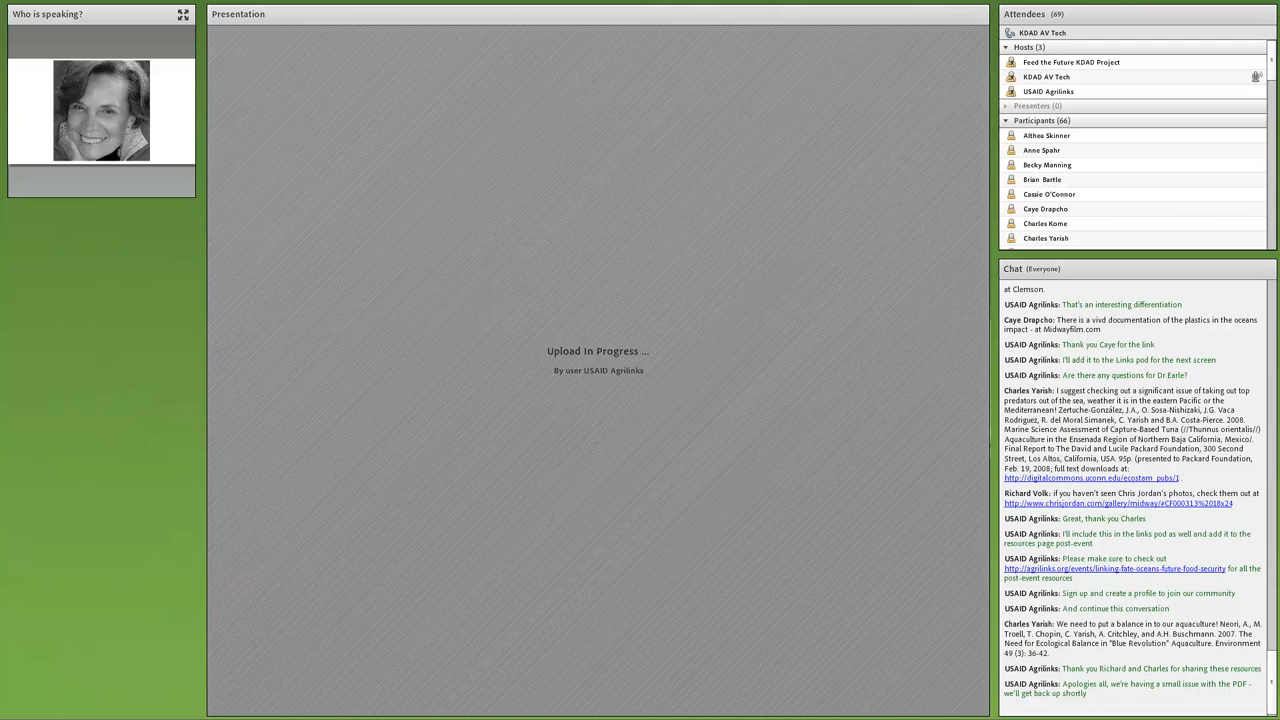 Who is speaking?
Presentation
Upload In Progress ...
By user USAID Agrilinks
Attendees (69)
KDAD AV Tech
Hosts (3)
Feed the Future KDAD Project
KDAD AV Tech
USAID Agrilinks
Presenters (0)
Participants (66)
Althea Skinner
Anne Spahr
Becky Manning
Brian Bartle
Cassie O'Connor
Caye Drapcho
Charles Kome
Charles Yarish
Chat (Everyone)
at Clemson.
USAID Agrilinks: That's an interesting differentiation
Caye Drapcho: There is a vivd documentation of the plastics in the oceans
impact - at Midwayfilm.com
USAID Agrilinks: Thank you Caye for the link
USAID Agrilinks: I'll add it to the Links pod for the next screen
USAID Agrilinks: Are there any questions for Dr.Earle?
Charles Yarish: I suggest checking out a significant issue of taking out top
predators out of the sea, weather it is in the eastern Pacific or the
Mediterranean! Zertuche-González, J.A., O. Sosa-Nishizaki, J.G. Vaca
Rodriguez, R. del Moral Simanek, C. Yarish and B.A. Costa-Pierce. 2008.
Marine Science Assessment of Capture-Based Tuna (//Thunnus orientalis//)
Aquaculture in the Ensenada Region of Northern Baja California, Mexico/.
Final Report to The David and Lucile Packard Foundation, 300 Second
Street, Los Altos, California, USA. 95p. (presented to Packard Foundation,
Feb. 19, 2008; full text downloads at:
http://digitalcommons.uconn.edu/ecostam_pubs/1 .
Richard Volk: if you haven't seen Chris Jordan's photos, check them out at
http://www.chrisjordan.com/gallery/midway/#CF000313%2018x24
USAID Agrilinks: Great, thank you Charles
USAID Agrilinks: I'll include this in the links pod as well and add it to the
resources page post-event
USAID Agrilinks: Please make sure to check out
http://agrilinks.org/events/linking-fate-oceans-future-food-security for all the
post-event resources
USAID Agrilinks: Sign up and create a profile to join our community
USAID Agrilinks: And continue this conversation
Charles Yarish: We need to put a balance in to our aquaculture! Neori, A., M.
Troell, T. Chopin, C. Yarish, A. Critchley, and A.H. Buschmann. 2007. The
Need for Ecological Balance in "Blue Revolution" Aquaculture. Environment
49 (3): 36-42.
USAID Agrilinks: Thank you Richard and Charles for sharing these resources
USAID Agrilinks: Apologies all, we're having a small issue with the PDF -
we'll get back up shortly